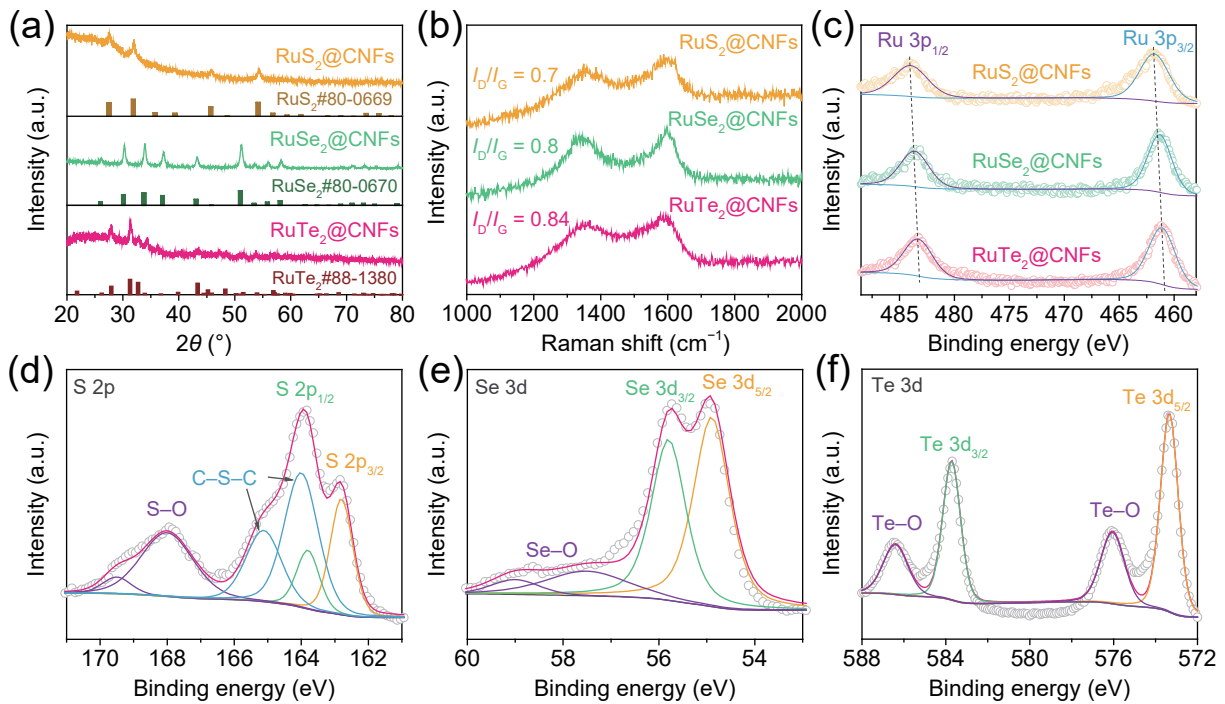 (a)
Intensity (a.u.)
RuS₂@CNFs
RuS₂#80-0669
RuSe₂@CNFs
RuSe₂#80-0670
RuTe₂@CNFs
RuTe₂#88-1380
20 30 40 50 60 70 80
2θ (°)
(b)
Intensity (a.u.)
RuS₂@CNFs
I_D/I_G = 0.7
RuSe₂@CNFs
I_D/I_G = 0.8
RuTe₂@CNFs
I_D/I_G = 0.84
1000 1200 1400 1600 1800 2000
Raman shift (cm⁻¹)
(c)
Intensity (a.u.)
Ru 3p₁/₂ Ru 3p₃/₂
RuS₂@CNFs
RuSe₂@CNFs
RuTe₂@CNFs
485 480 475 470 465 460
Binding energy (eV)
(d)
Intensity (a.u.)
S 2p
S 2p₁/₂
S 2p₃/₂
C–S–C
S–O
170 168 166 164 162
Binding energy (eV)
(e)
Intensity (a.u.)
Se 3d
Se 3d₃/₂
Se 3d₅/₂
Se–O
60 58 56 54
Binding energy (eV)
(f)
Intensity (a.u.)
Te 3d
Te 3d₅/₂
Te 3d₃/₂
Te–O
Te–O
588 584 580 576 572
Binding energy (eV)